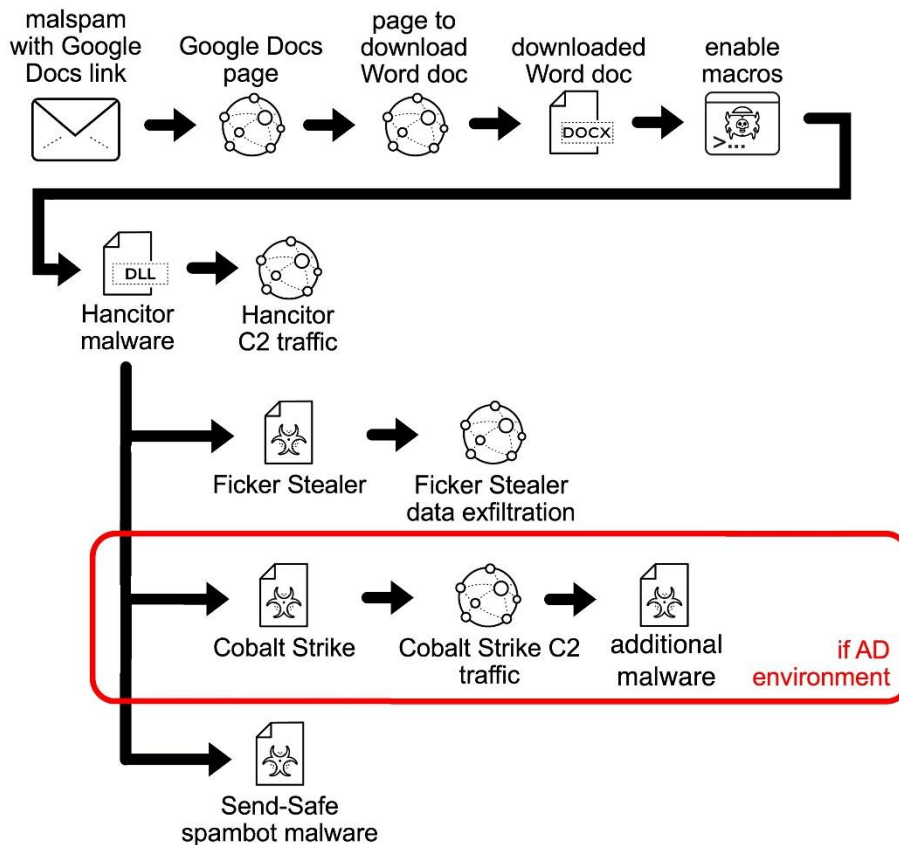 malspam
with Google
Docs link
Google Docs
page
page to
download
Word doc
downloaded
Word doc
enable
macros
DOCX
>...
DLL
Hancitor
malware
Hancitor
C2 traffic
Ficker Stealer
Ficker Stealer
data exfiltration
Cobalt Strike
Cobalt Strike C2
traffic
additional
malware
if AD
environment
Send-Safe
spambot malware